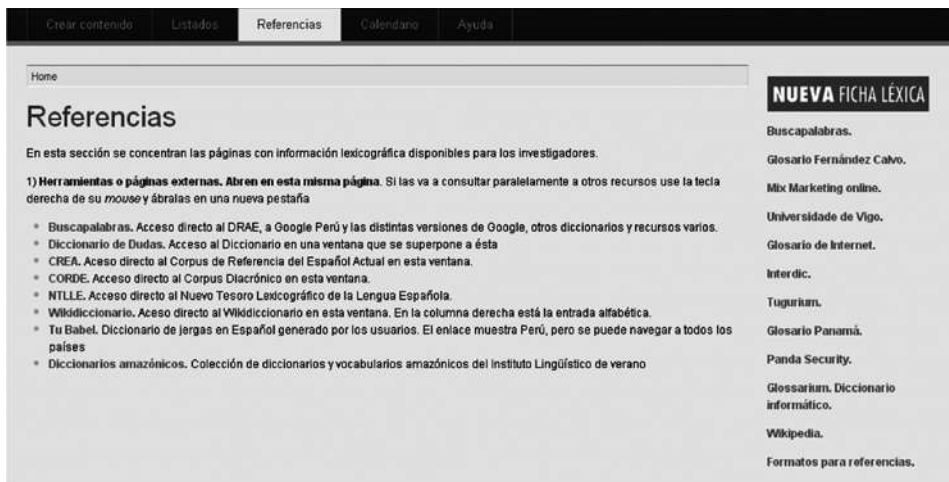 Crear contenido Listados Referencias Calendario Ayuda
Home
Referencias
En esta sección se concentran las páginas con información lexicográfica disponibles para los investigadores.
1) Herramientas o páginas externas. Abren en esta misma página. Si las va a consultar paralelamente a otros recursos use la tecla
derecha de su mouse y ábralas en una nueva pestaña
Buscapalabras. Acceso directo al DRAE, a Google Perú y las distintas versiones de Google, otros diccionarios y recursos varios.
Diccionario de Dudas. Acceso al Diccionario en una ventana que se superpone a ésta
CREA. Aceso directo al Corpus de Referencia del Español Actual en esta ventana.
CORDE. Acceso directo al Corpus Diacrónico en esta ventana.
NTLLE. Acceso directo al Nuevo Tesoro Lexicográfico de la Lengua Española.
Wikidiccionario. Aceso directo al Wikidiccionario en esta ventana. En la columna derecha está la entrada alfabética.
Tu Babel. Diccionario de jergas en Español generado por los usuarios. El enlace muestra Perú, pero se puede navegar a todos los
países
Diccionarios amazónicos. Colección de diccionarios y vocabularios amazónicos del Instituto Lingüístico de verano
NUEVA FICHA LÉXICA
Buscapalabras.
Glosario Fernández Calvo.
Mix Marketing online.
Universidade de Vigo.
Glosario de Internet.
Interdic.
Tugurium.
Glosario Panamá.
Panda Security.
Glossarium. Diccionario
informático.
Wikipedia.
Formatos para referencias.